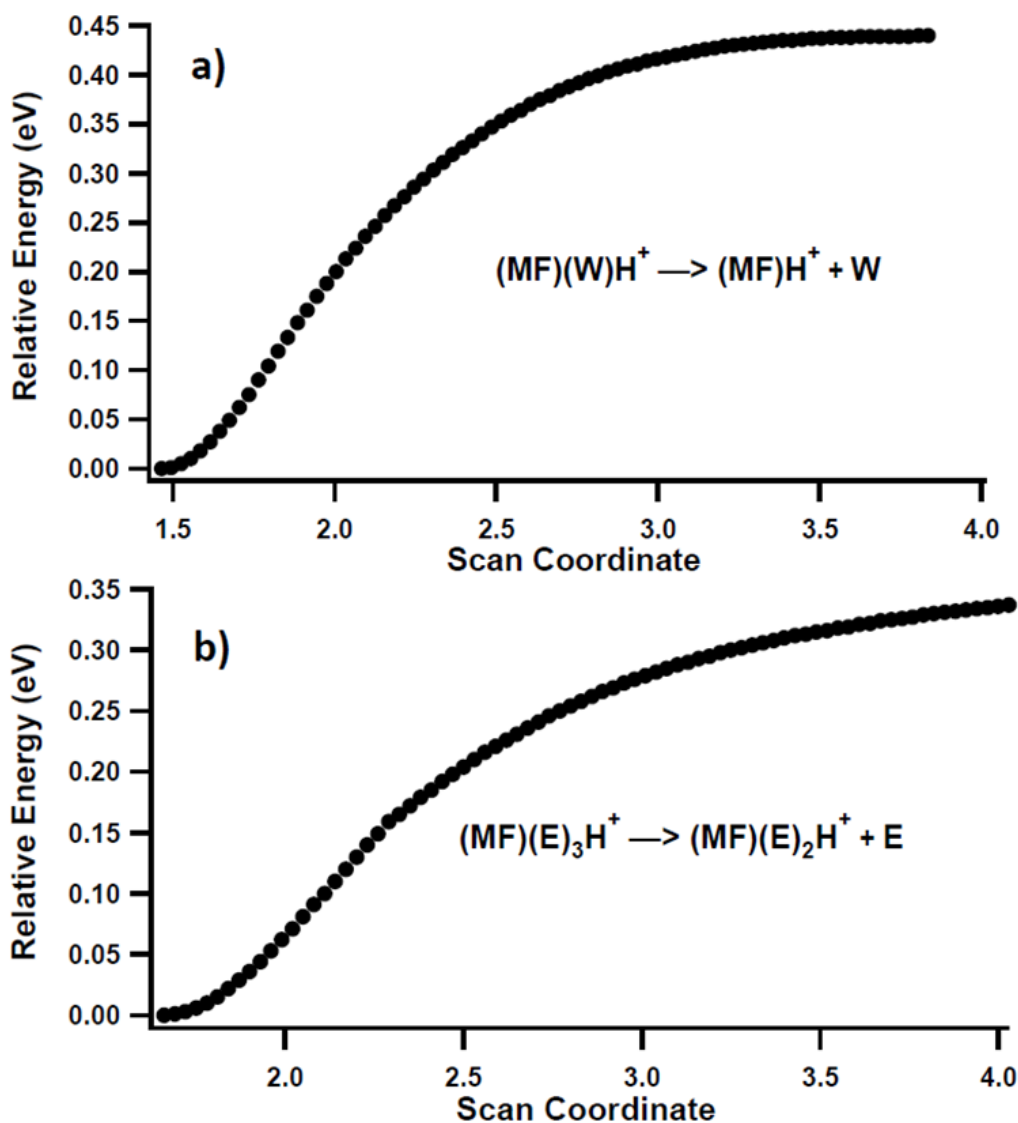 a)
Relative Energy (eV)
0.45
0.40
0.35
0.30
0.25
0.20
0.15
0.10
0.05
0.00
(MF)(W)H⁺ —> (MF)H⁺ + W
1.5 2.0 2.5 3.0 3.5 4.0
Scan Coordinate
b)
Relative Energy (eV)
0.35
0.30
0.25
0.20
0.15
0.10
0.05
0.00
(MF)(E)₃H⁺ —> (MF)(E)₂H⁺ + E
2.0 2.5 3.0 3.5 4.0
Scan Coordinate